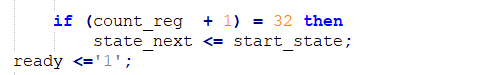 if (count_reg + 1) = 32 then
state_next <= start_state;
ready <='1';